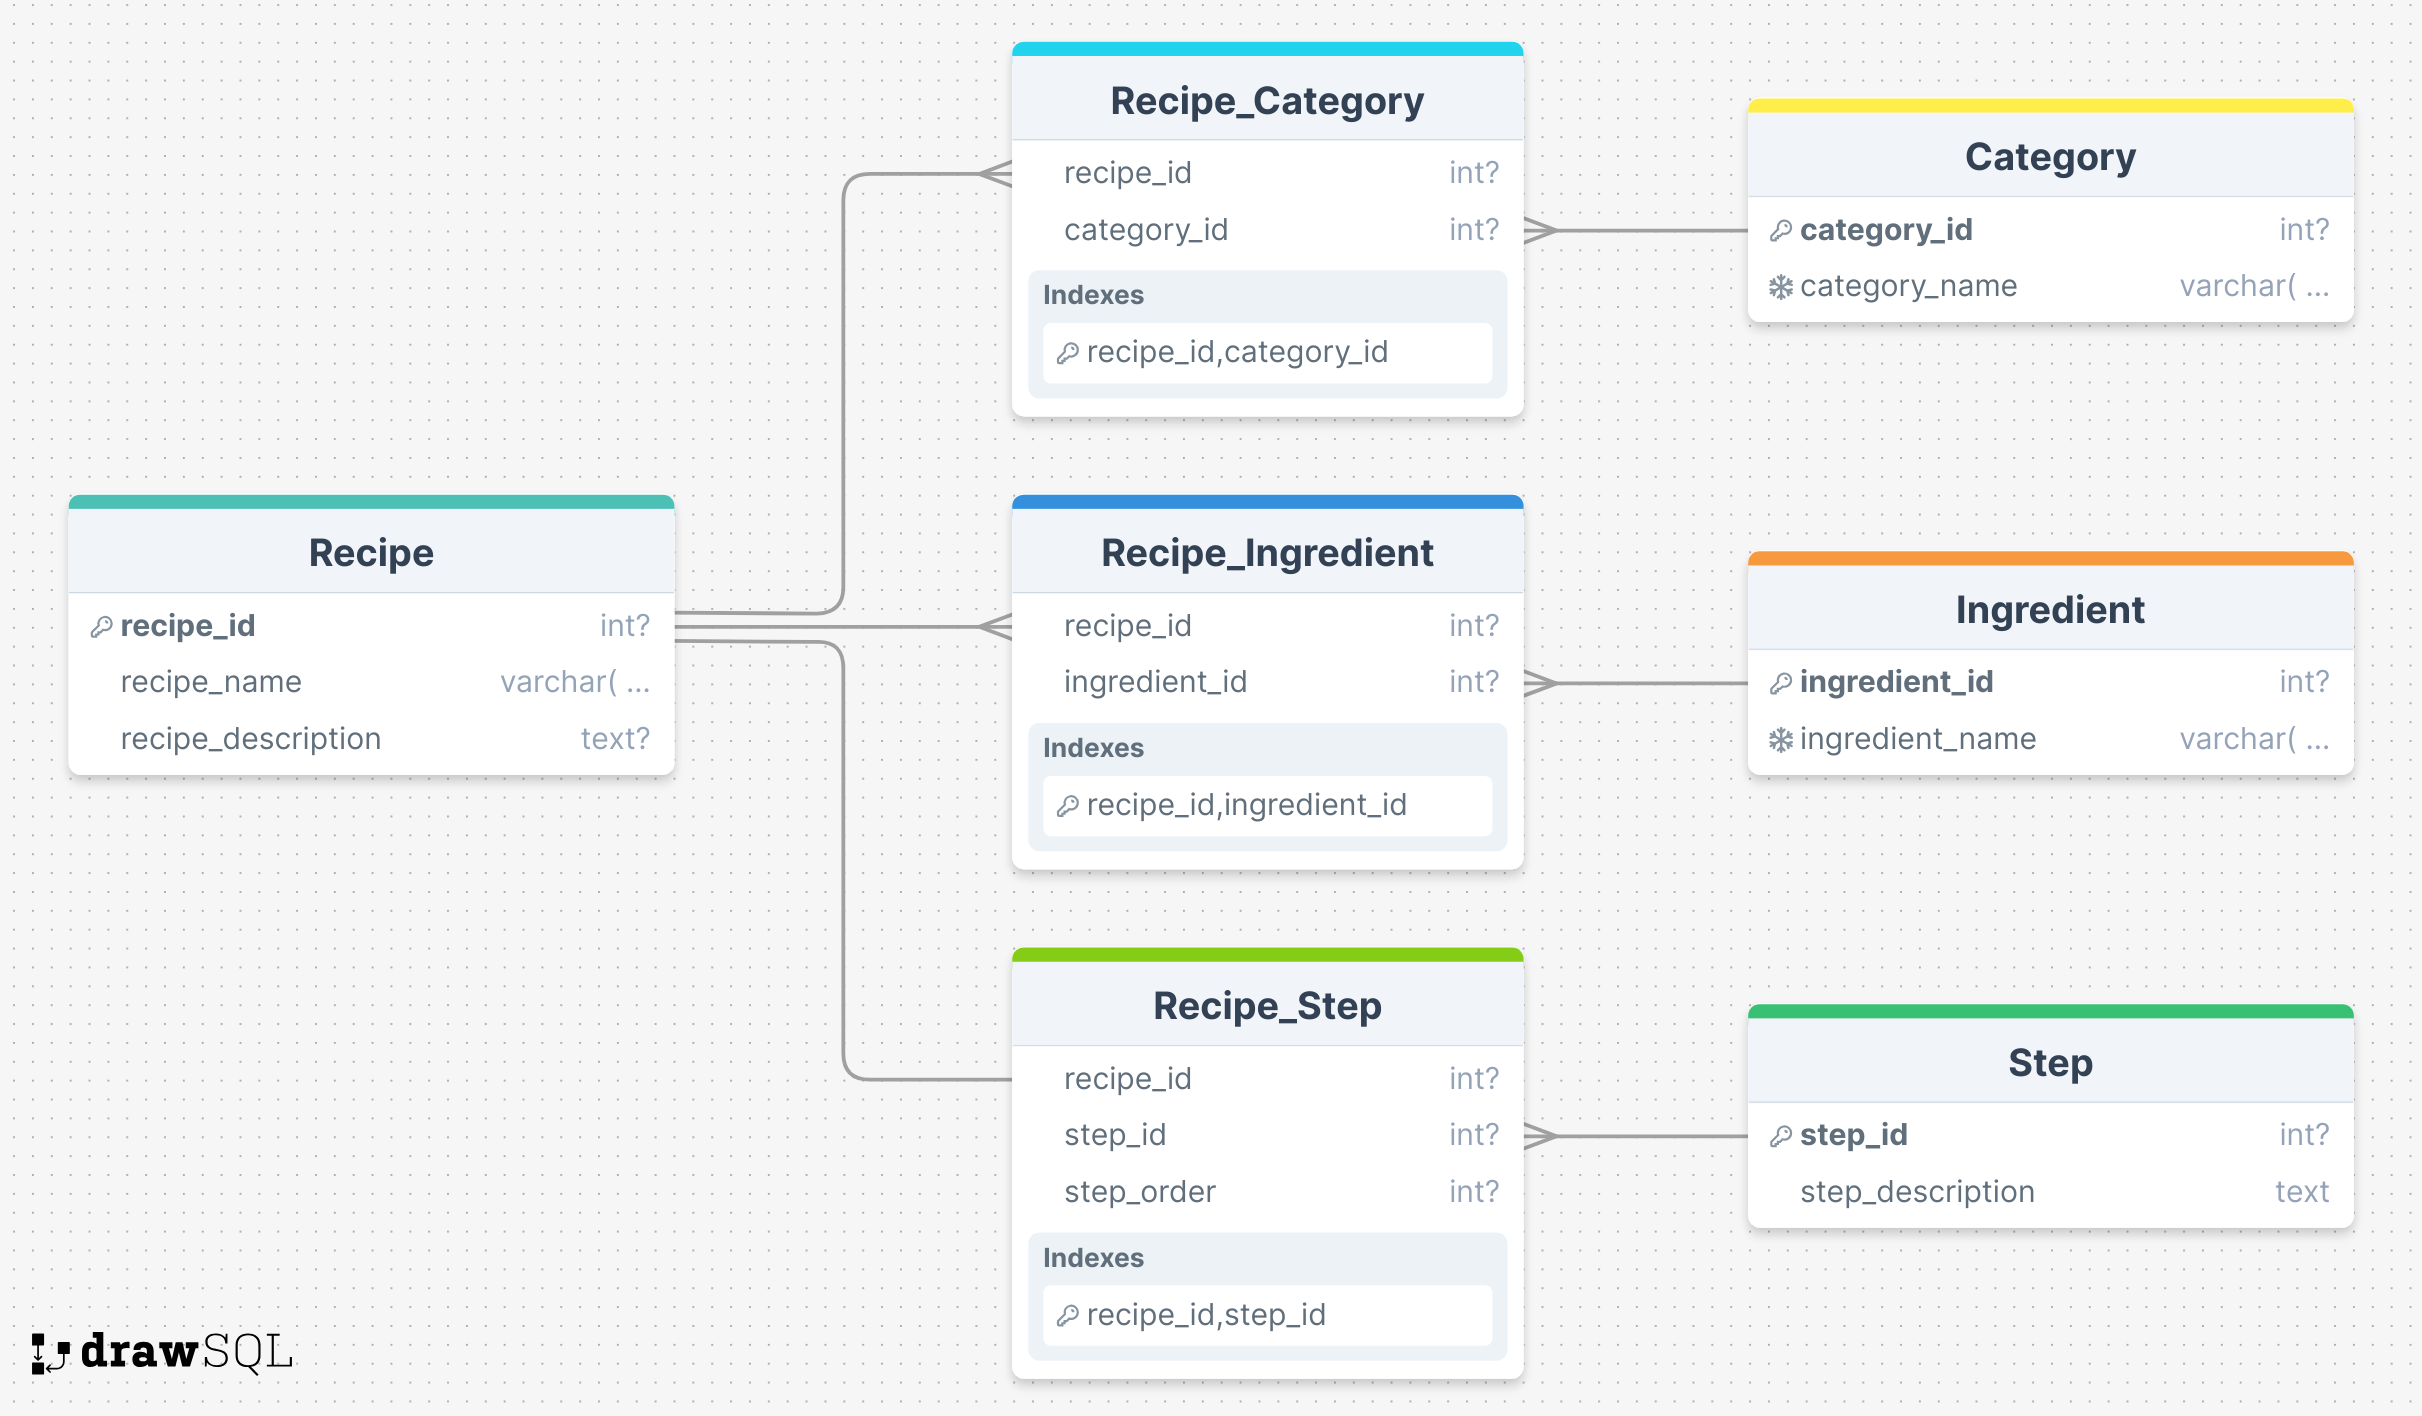 Recipe_Category
recipe_id int?
category_id int?
Indexes
recipe_id,category_id
Category
category_id int?
category_name varchar( ...
Recipe
recipe_id int?
recipe_name varchar( ...
recipe_description text?
Recipe_Ingredient
recipe_id int?
ingredient_id int?
Indexes
recipe_id,ingredient_id
Ingredient
ingredient_id int?
ingredient_name varchar( ...
Recipe_Step
recipe_id int?
step_id int?
step_order int?
Indexes
recipe_id,step_id
Step
step_id int?
step_description text
drawSQL